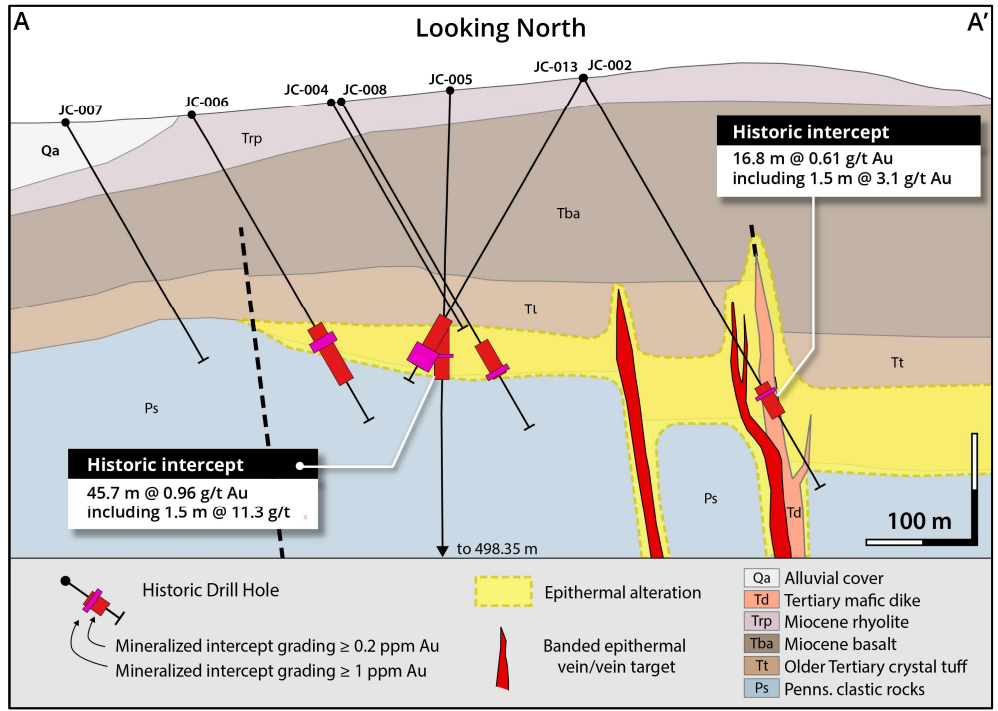 A
Looking North
A'
JC-013
JC-002
JC-005
JC-004
JC-008
JC-006
JC-007
Qa
Trp
Historic intercept
16.8 m @ 0.61 g/t Au
including 1.5 m @ 3.1 g/t Au
Tba
Tt
Tt
Ps
Historic intercept
45.7 m @ 0.96 g/t Au
including 1.5 m @ 11.3 g/t
Ps
Td
100 m
to 498.35 m
Historic Drill Hole
Mineralized intercept grading ≥ 0.2 ppm Au
Mineralized intercept grading ≥ 1 ppm Au
Epithermal alteration
Banded epithermal
vein/vein target
Qa Alluvial cover
Td Tertiary mafic dike
Trp Miocene rhyolite
Tba Miocene basalt
Tt Older Tertiary crystal tuff
Ps Penns. clastic rocks